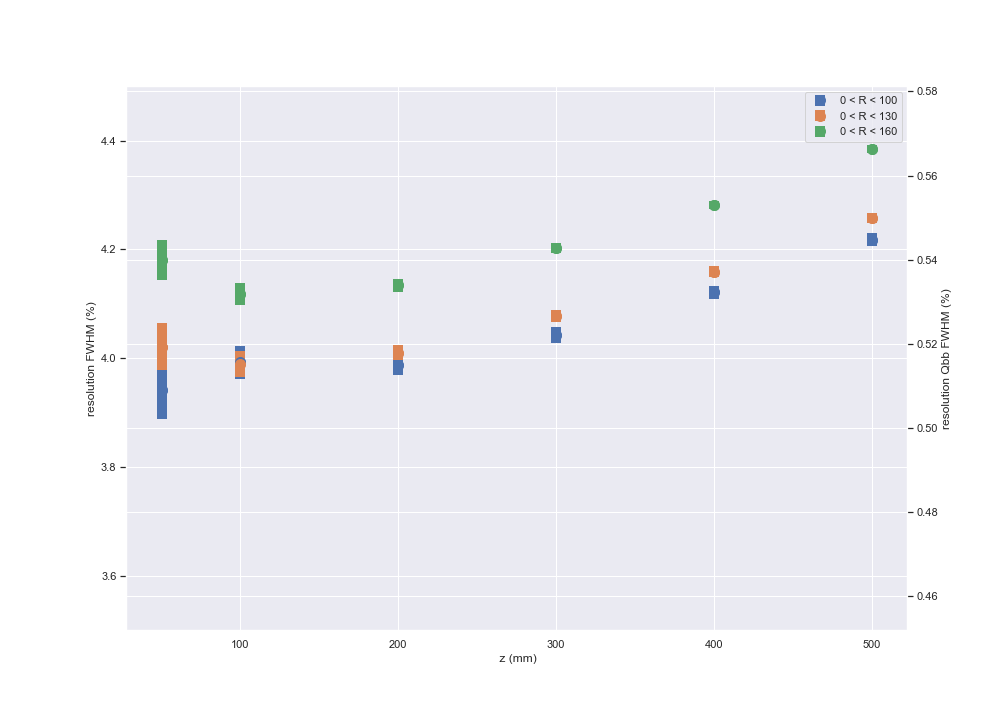 0 < R < 100
0 < R < 130
0 < R < 160
4.4
4.2
4.0
3.8
3.6
resolution FWHM (%)
0.58
0.56
0.54
0.52
0.50
0.48
0.46
resolution Qbb FWHM (%)
100
200
300
400
500
z (mm)